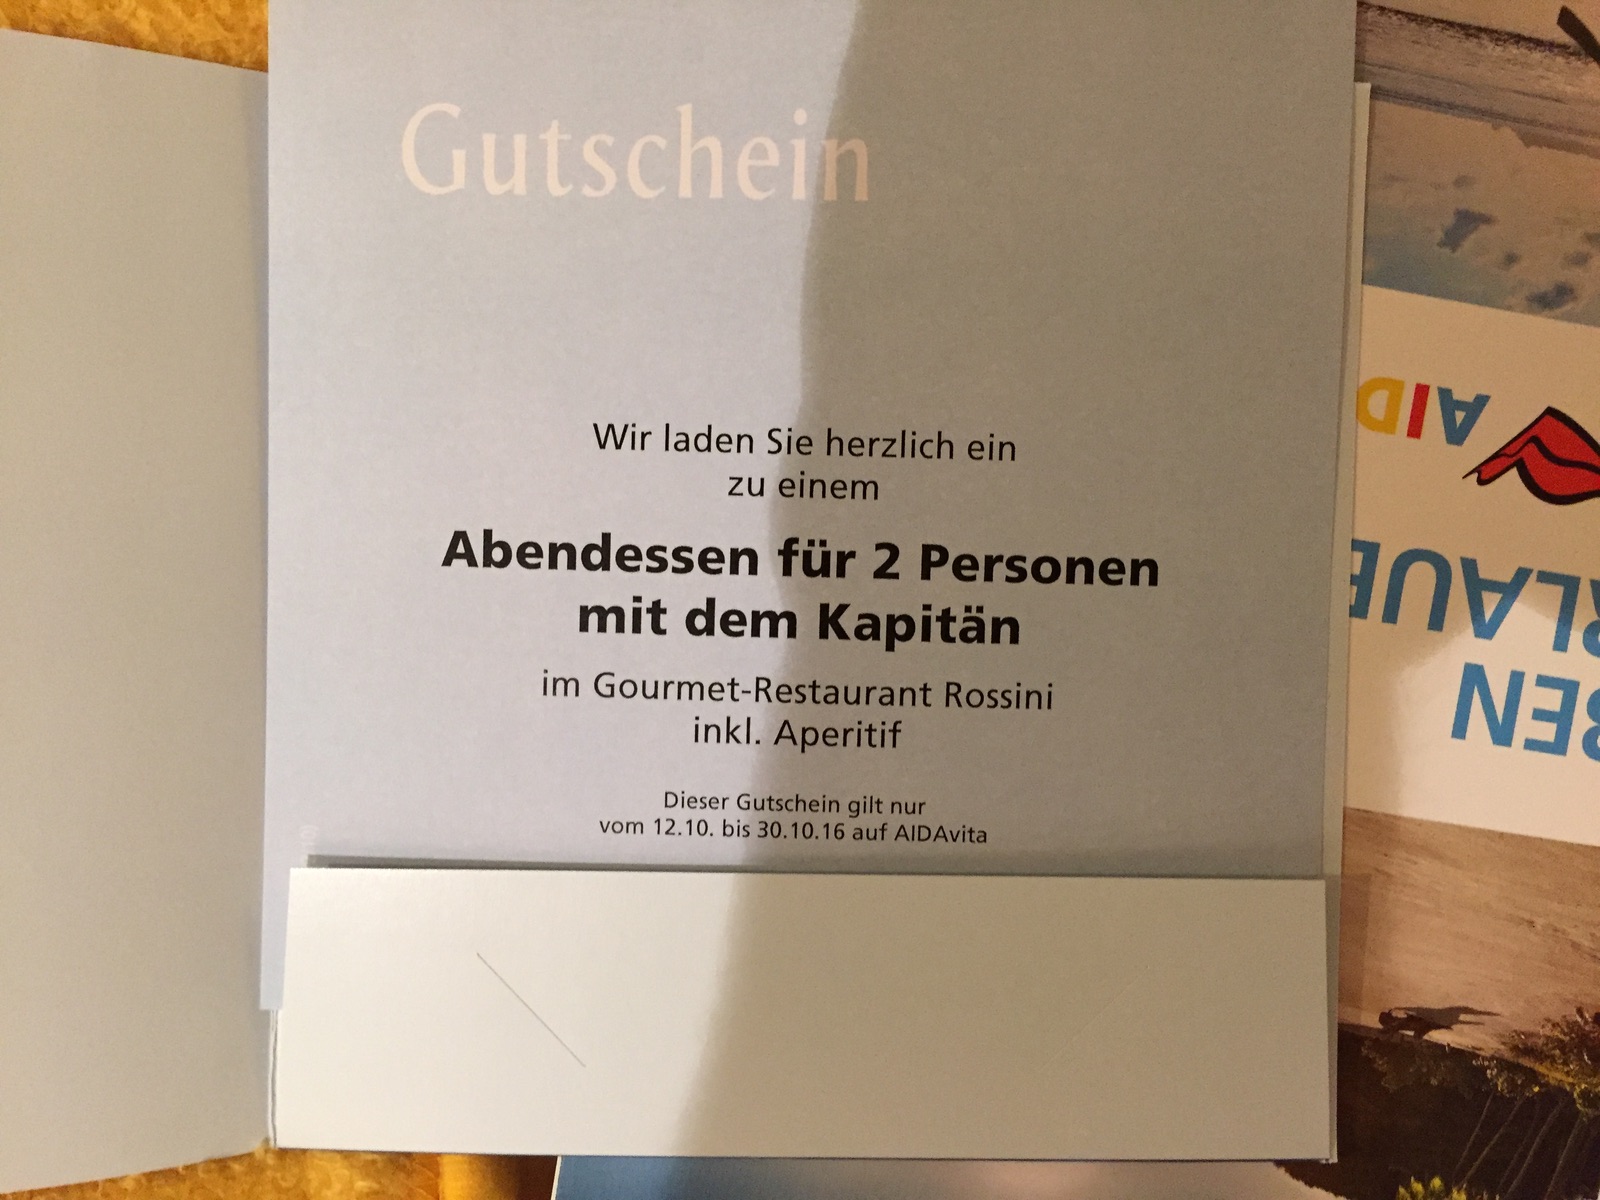 Gutschein
Wir laden Sie herzlich ein
zu einem
Abendessen für 2 Personen
mit dem Kapitän
im Gourmet-Restaurant Rossini
inkl. Aperitif
Dieser Gutschein gilt nur
vom 12.10. bis 30.10.16 auf AIDAvita
AID